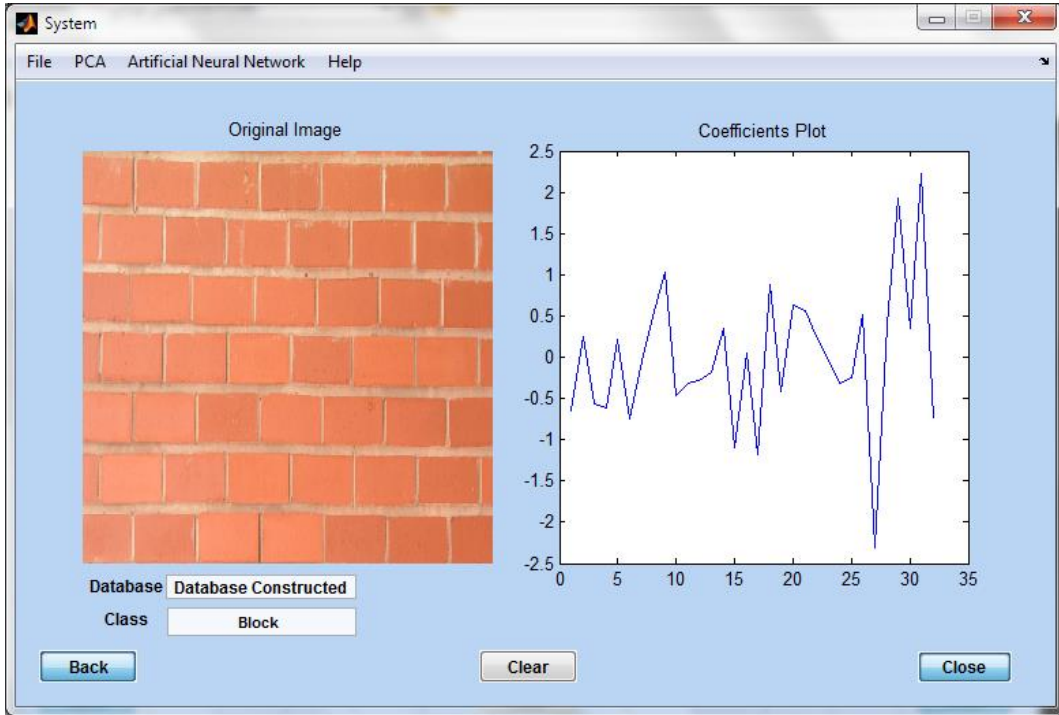 System
File PCA Artificial Neural Network Help
Original Image
Coefficients Plot
2.5
2
1.5
1
0.5
0
-0.5
-1
-1.5
-2
-2.5
0 5 10 15 20 25 30 35
Database Database Constructed
Class Block
Back Clear Close